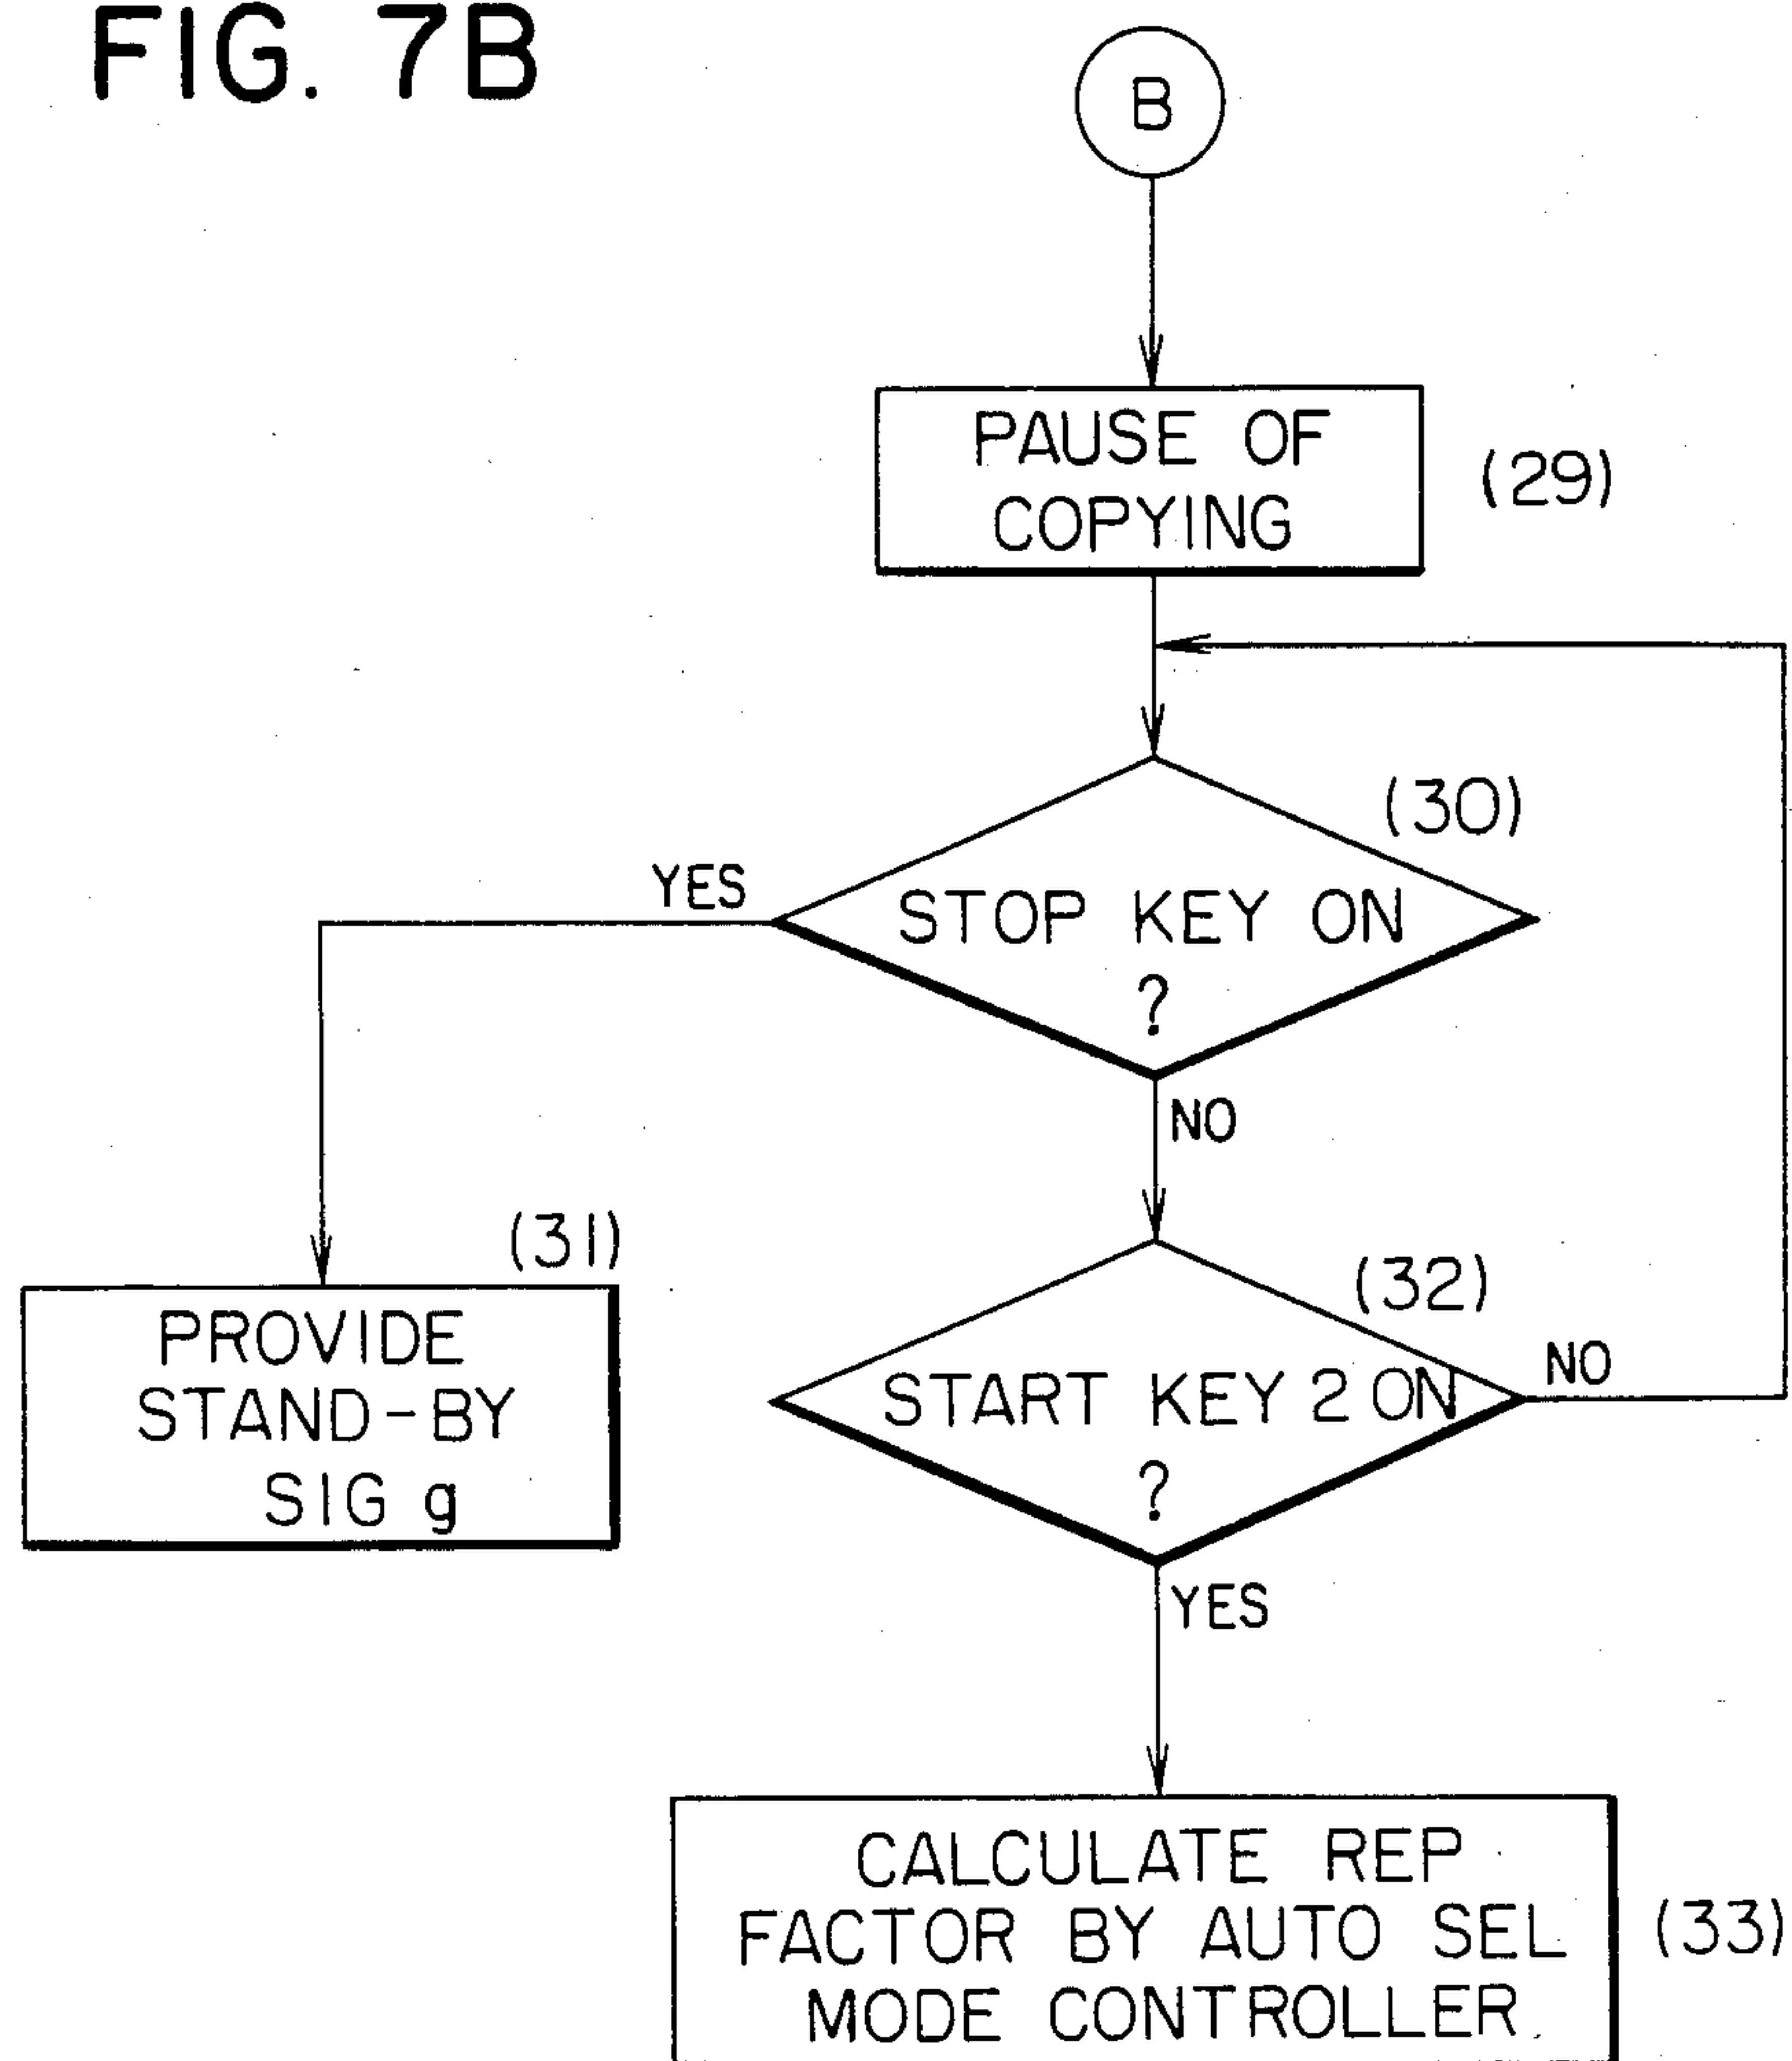 FIG. 7B
B
PAUSE OF
COPYING
(29)
(30)
YES
STOP KEY ON
?
NO
(31)
PROVIDE
STAND-BY
SIG g
(32)
NO
START KEY 2 ON
?
YES
CALCULATE REP
FACTOR BY AUTO SEL
MODE CONTROLLER
(33)